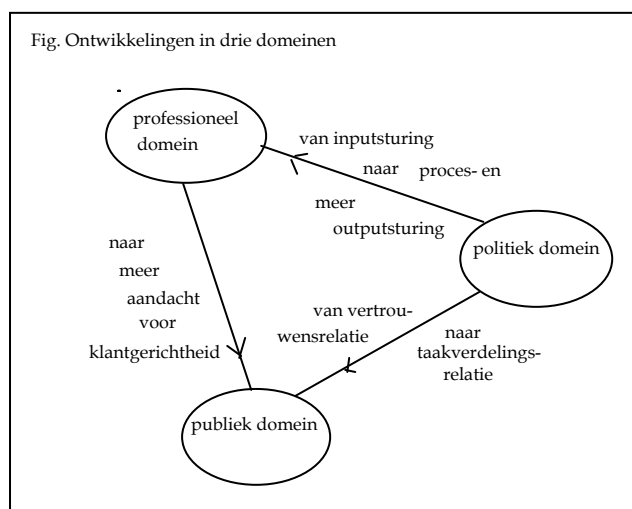 Fig. Ontwikkelingen in drie domeinen
professioneel
domein
van inputsturing
naar proces- en
meer
outputsturing
politiek domein
naar
meer
aandacht
voor
klantgerichtheid
van vertrou-
wensrelatie
naar
taakverdelings-
relatie
publiek domein